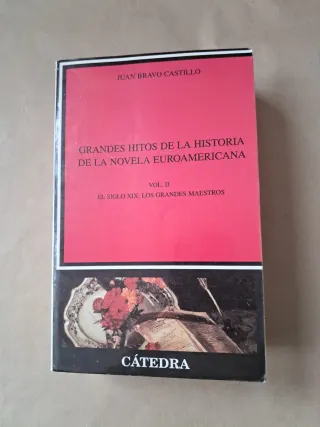 JUAN BRAVO CASTILLO
GRANDES HITOS DE LA HISTORIA
DE LA NOVELA EUROAMERICANA
VOL. II
EL SIGLO XIX: LOS GRANDES MAESTROS
CÁTEDRA